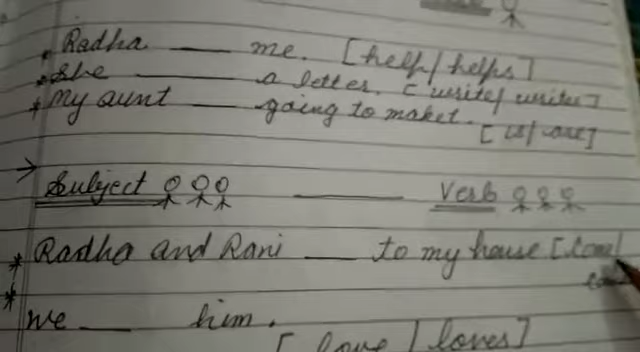 Radha ___ me. [help/helps]
She ___ a letter. [write/writes]
My aunt ___ going to maket.
[is/are]
→
Subject ___ Verb
* Radha and Rani ___ to my house [come/
*
We ___ him.
[love/loves]